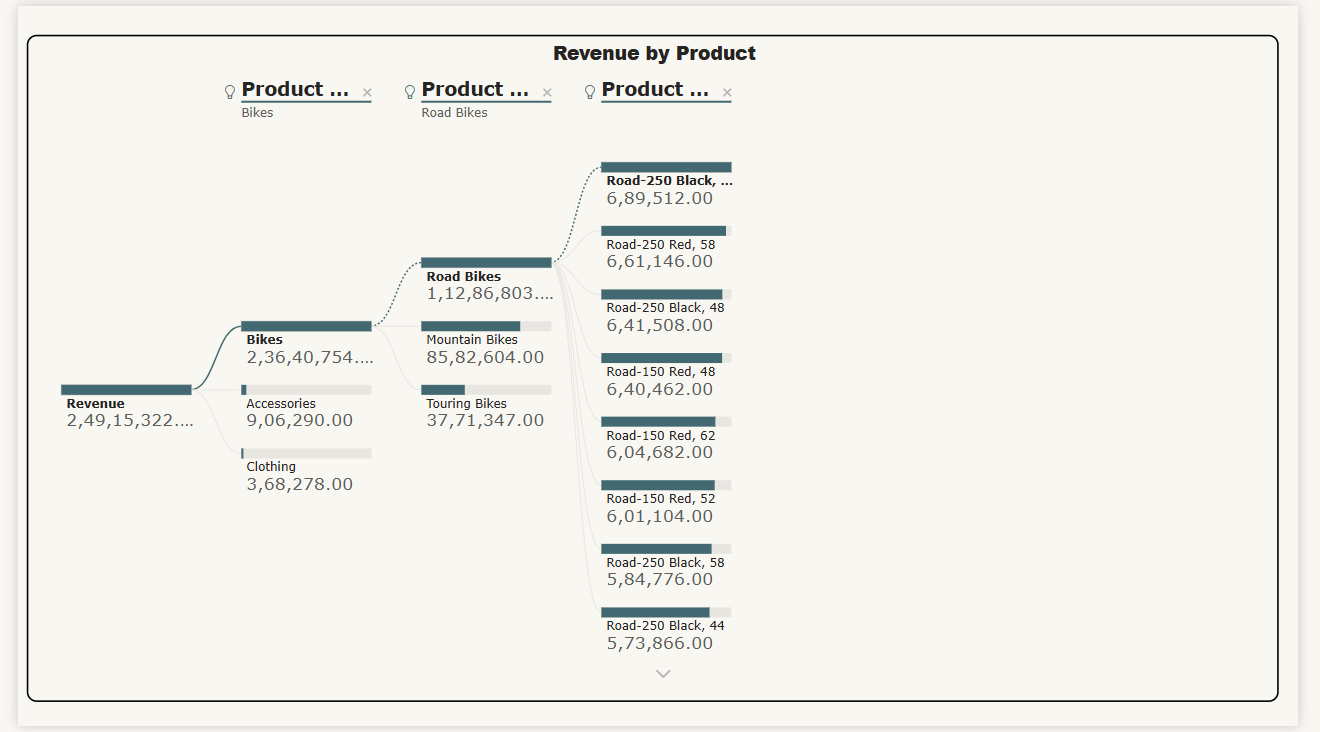 Revenue by Product
Product ...
Product ...
Product ...
Bikes
Road Bikes
Road-250 Black, ...
6,89,512.00
Road-250 Red, 58
6,61,146.00
Road-250 Black, 48
6,41,508.00
Road-150 Red, 48
6,40,462.00
Road-150 Red, 62
6,04,682.00
Road-150 Red, 52
6,01,104.00
Road-250 Black, 58
5,84,776.00
Road-250 Black, 44
5,73,866.00
Road Bikes
1,12,86,803....
Mountain Bikes
85,82,604.00
Touring Bikes
37,71,347.00
Bikes
2,36,40,754....
Accessories
9,06,290.00
Clothing
3,68,278.00
Revenue
2,49,15,322....